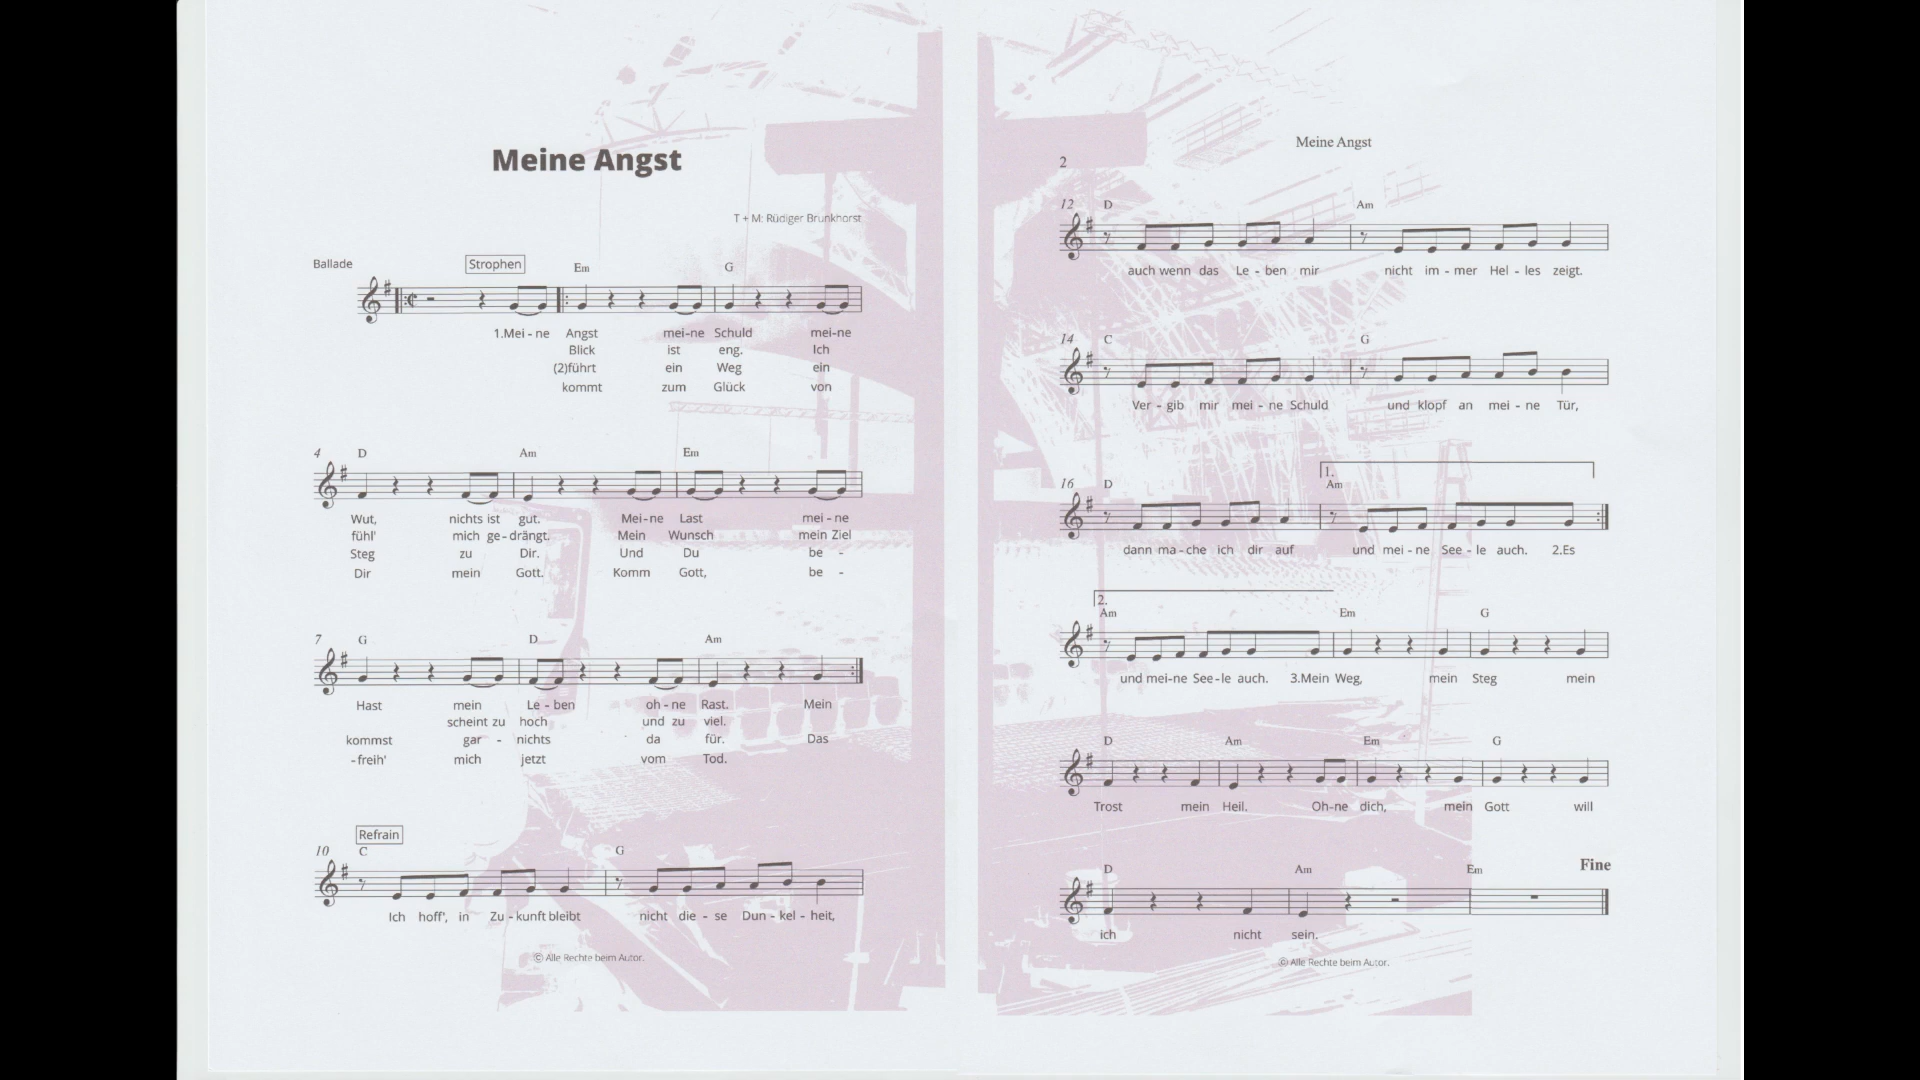 Meine Angst
T + M: Rüdiger Brunkhorst
Ballade
Strophen
Em G
1.Mei - ne Angst mei-ne Schuld mei-ne
Blick ist eng. Ich
(2)führt ein Weg ein
kommt zum Glück von
4 D Am Em
Wut, nichts ist gut. Mei-ne Last mei-ne
fühl' mich ge-drängt. Mein Wunsch mein Ziel
Steg zu Dir. Und Du be -
Dir mein Gott. Komm Gott, be -
7 G D Am
Hast mein Le - ben oh - ne Rast. Mein
scheint zu hoch und zu viel.
kommst gar - nichts da für. Das
-freih' mich jetzt vom Tod.
Refrain
10 C G
Ich hoff', in Zu - kunft bleibt nicht die - se Dun - kel - heit,
© Alle Rechte beim Autor.
Meine Angst
2
12 D Am
auch wenn das Le - ben mir nicht im - mer Hel - les zeigt.
14 C G
Ver - gib mir mei - ne Schuld und klopf an mei - ne Tür,
1.
16 D Am
dann ma - che ich dir auf und mei - ne See - le auch. 2.Es
2.
Am Em G
und mei-ne See-le auch. 3.Mein Weg, mein Steg mein
D Am Em G
Trost mein Heil. Oh-ne dich, mein Gott will
Fine
D Am Em
ich nicht sein.
© Alle Rechte beim Autor.